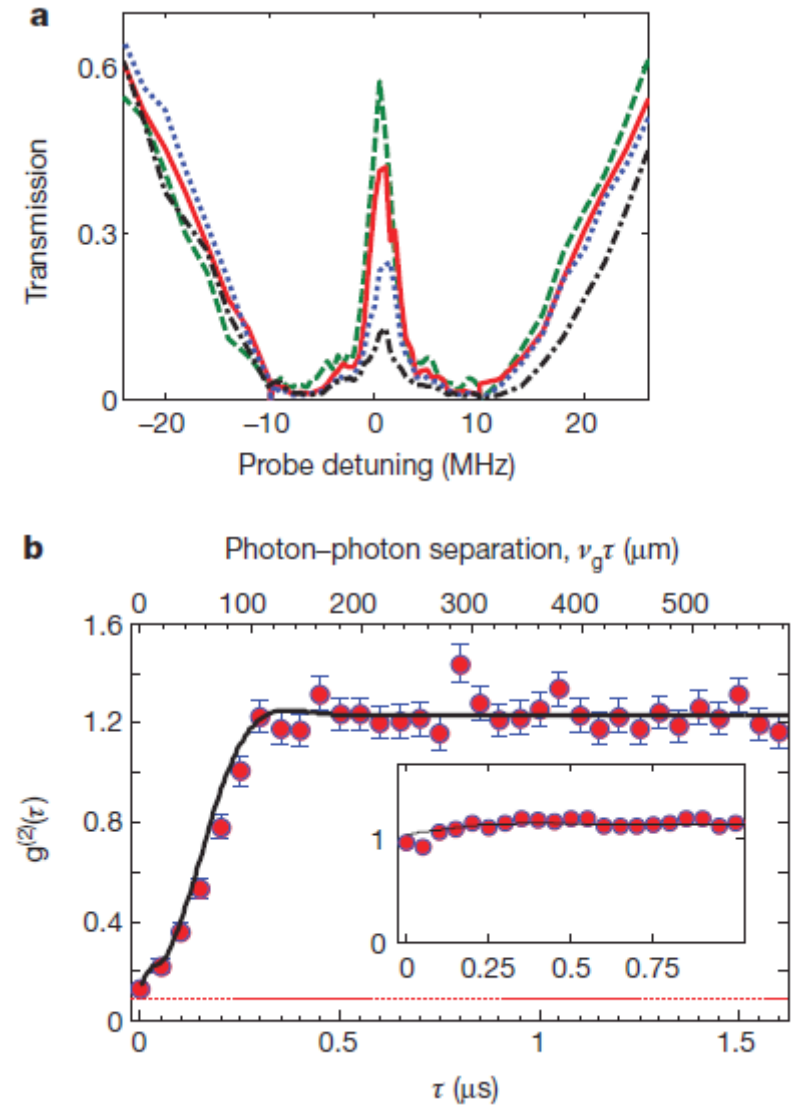 a
0.6
0.3
0
Transmission
–20 –10 0 10 20
Probe detuning (MHz)
b
Photon–photon separation, νgτ (μm)
0 100 200 300 400 500
1.6
1.2
0.8
0.4
0
g(2)(τ)
1
0
0 0.25 0.5 0.75
0 0.5 1 1.5
τ (μs)